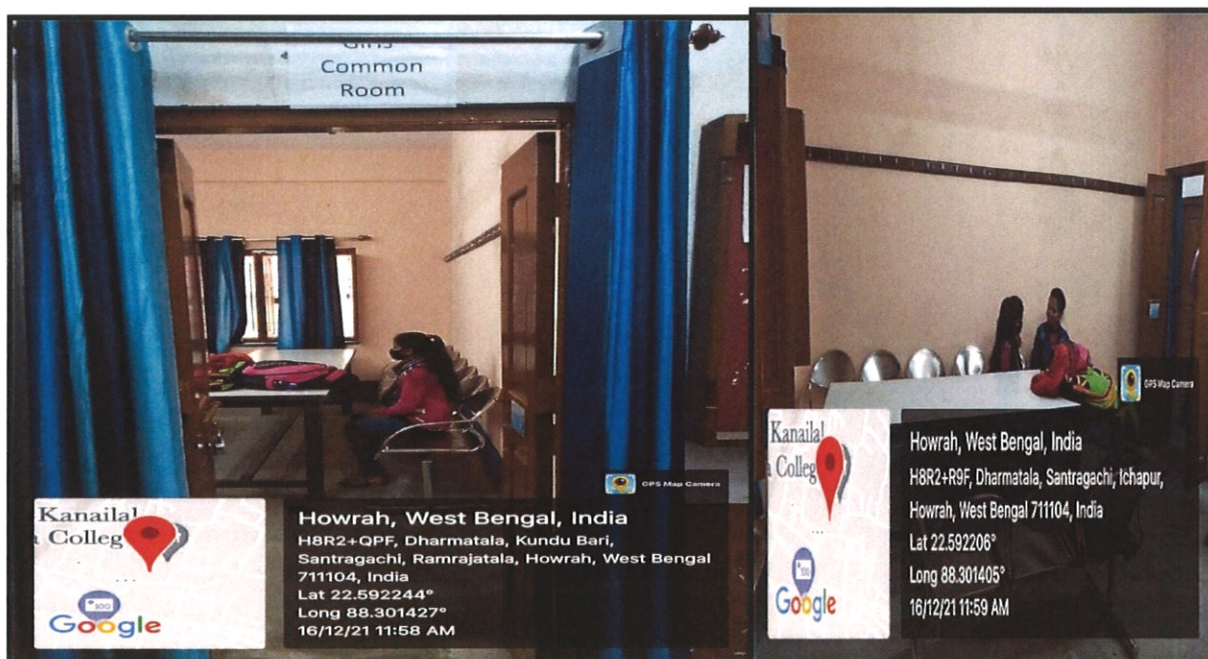 Girls
Common
Room
GPS Map Camera
Kanailal
Colleg
Google
Howrah, West Bengal, India
H8R2+QPF, Dharmatala, Kundu Bari,
Santragachi, Ramrajatala, Howrah, West Bengal
711104, India
Lat 22.592244°
Long 88.301427°
16/12/21 11:58 AM
GPS Map Camera
Kanailal
a Colleg
Google
Howrah, West Bengal, India
H8R2+R9F, Dharmatala, Santragachi, Ichapur,
Howrah, West Bengal 711104, India
Lat 22.592206°
Long 88.301405°
16/12/21 11:59 AM